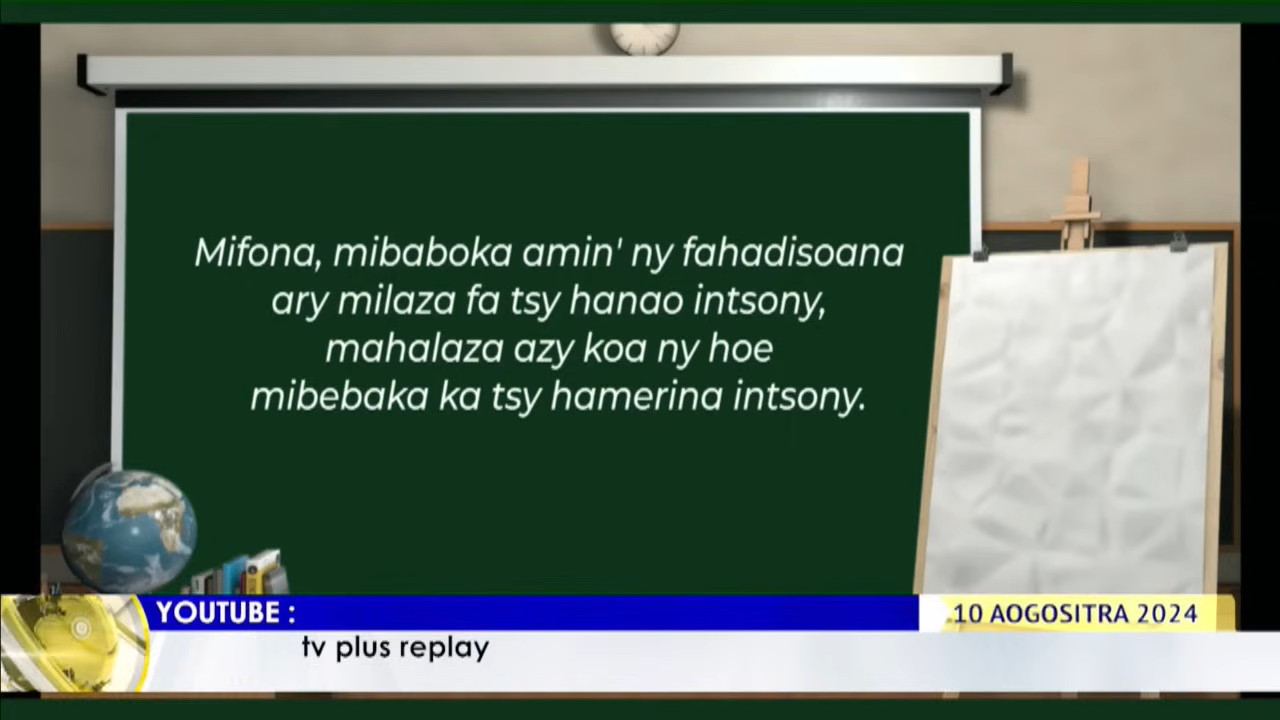 Mifona, mibaboka amin' ny fahadisoana
ary milaza fa tsy hanao intsony,
mahalaza azy koa ny hoe
mibebaka ka tsy hamerina intsony.
YOUTUBE :
10 AOGOSITRA 2024
tv plus replay